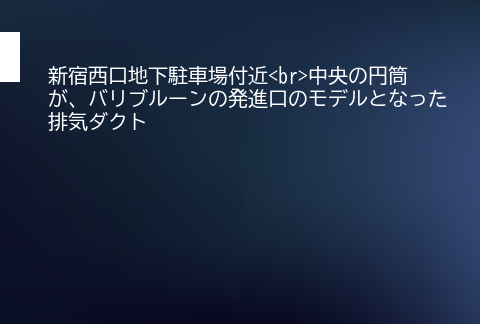 新宿西口地下駐車場付近<br>中央の円筒
が、バリブルーンの発進口のモデルとなった
排気ダクト